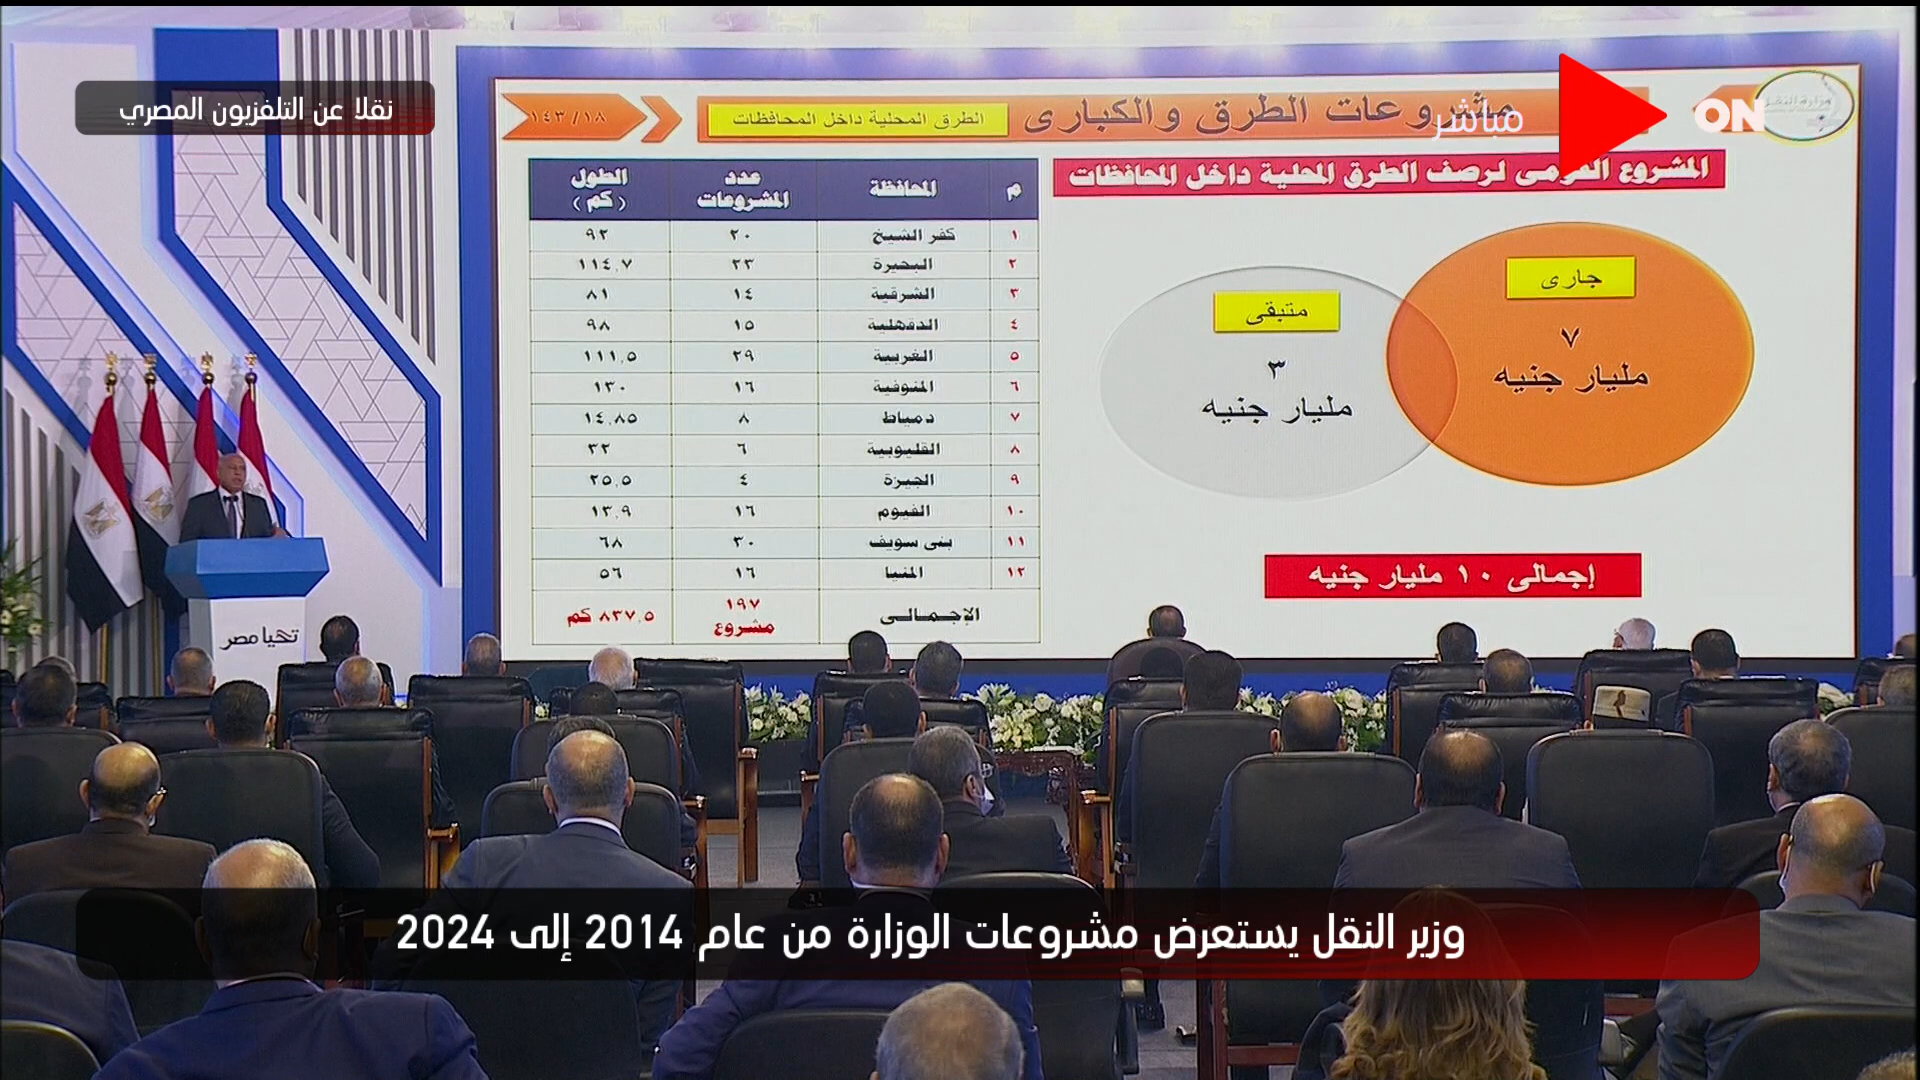 نقلا عن التلفزيون المصري
مباشر
ON
مشروعات الطرق والكبارى
الطرق المحلية داخل المحافظات
١٤٣/١٨
المشروع القومى لرصف الطرق المحلية داخل المحافظات
م المحافظة عدد المشروعات الطول (كم)
١ كفر الشيخ ٢٠ ٩٢
٢ البحيرة ٢٣ ١١٤,٧
٣ الشرقية ١٤ ٨١
٤ الدقهلية ١٥ ٩٨
٥ الغربية ٢٩ ١١١,٥
٦ المنوفية ١٦ ١٣٠
٧ دمياط ٨ ١٤,٨٥
٨ القليوبية ٦ ٣٢
٩ الجيزة ٤ ٢٥,٥
١٠ الفيوم ١٦ ١٣,٩
١١ بنى سويف ٣٠ ٦٨
١٢ المنيا ١٦ ٥٦
الإجمالى ١٩٧ مشروع ٨٣٧,٥ كم
جارى
٧
مليار جنيه
متبقى
٣
مليار جنيه
إجمالى ١٠ مليار جنيه
تحيا مصر
وزير النقل يستعرض مشروعات الوزارة من عام 2014 إلى 2024